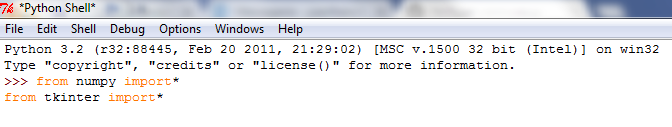 *Python Shell*
File Edit Shell Debug Options Windows Help
Python 3.2 (r32:88445, Feb 20 2011, 21:29:02) [MSC v.1500 32 bit (Intel)] on win32
Type "copyright", "credits" or "license()" for more information.
>>> from numpy import*
from tkinter import*